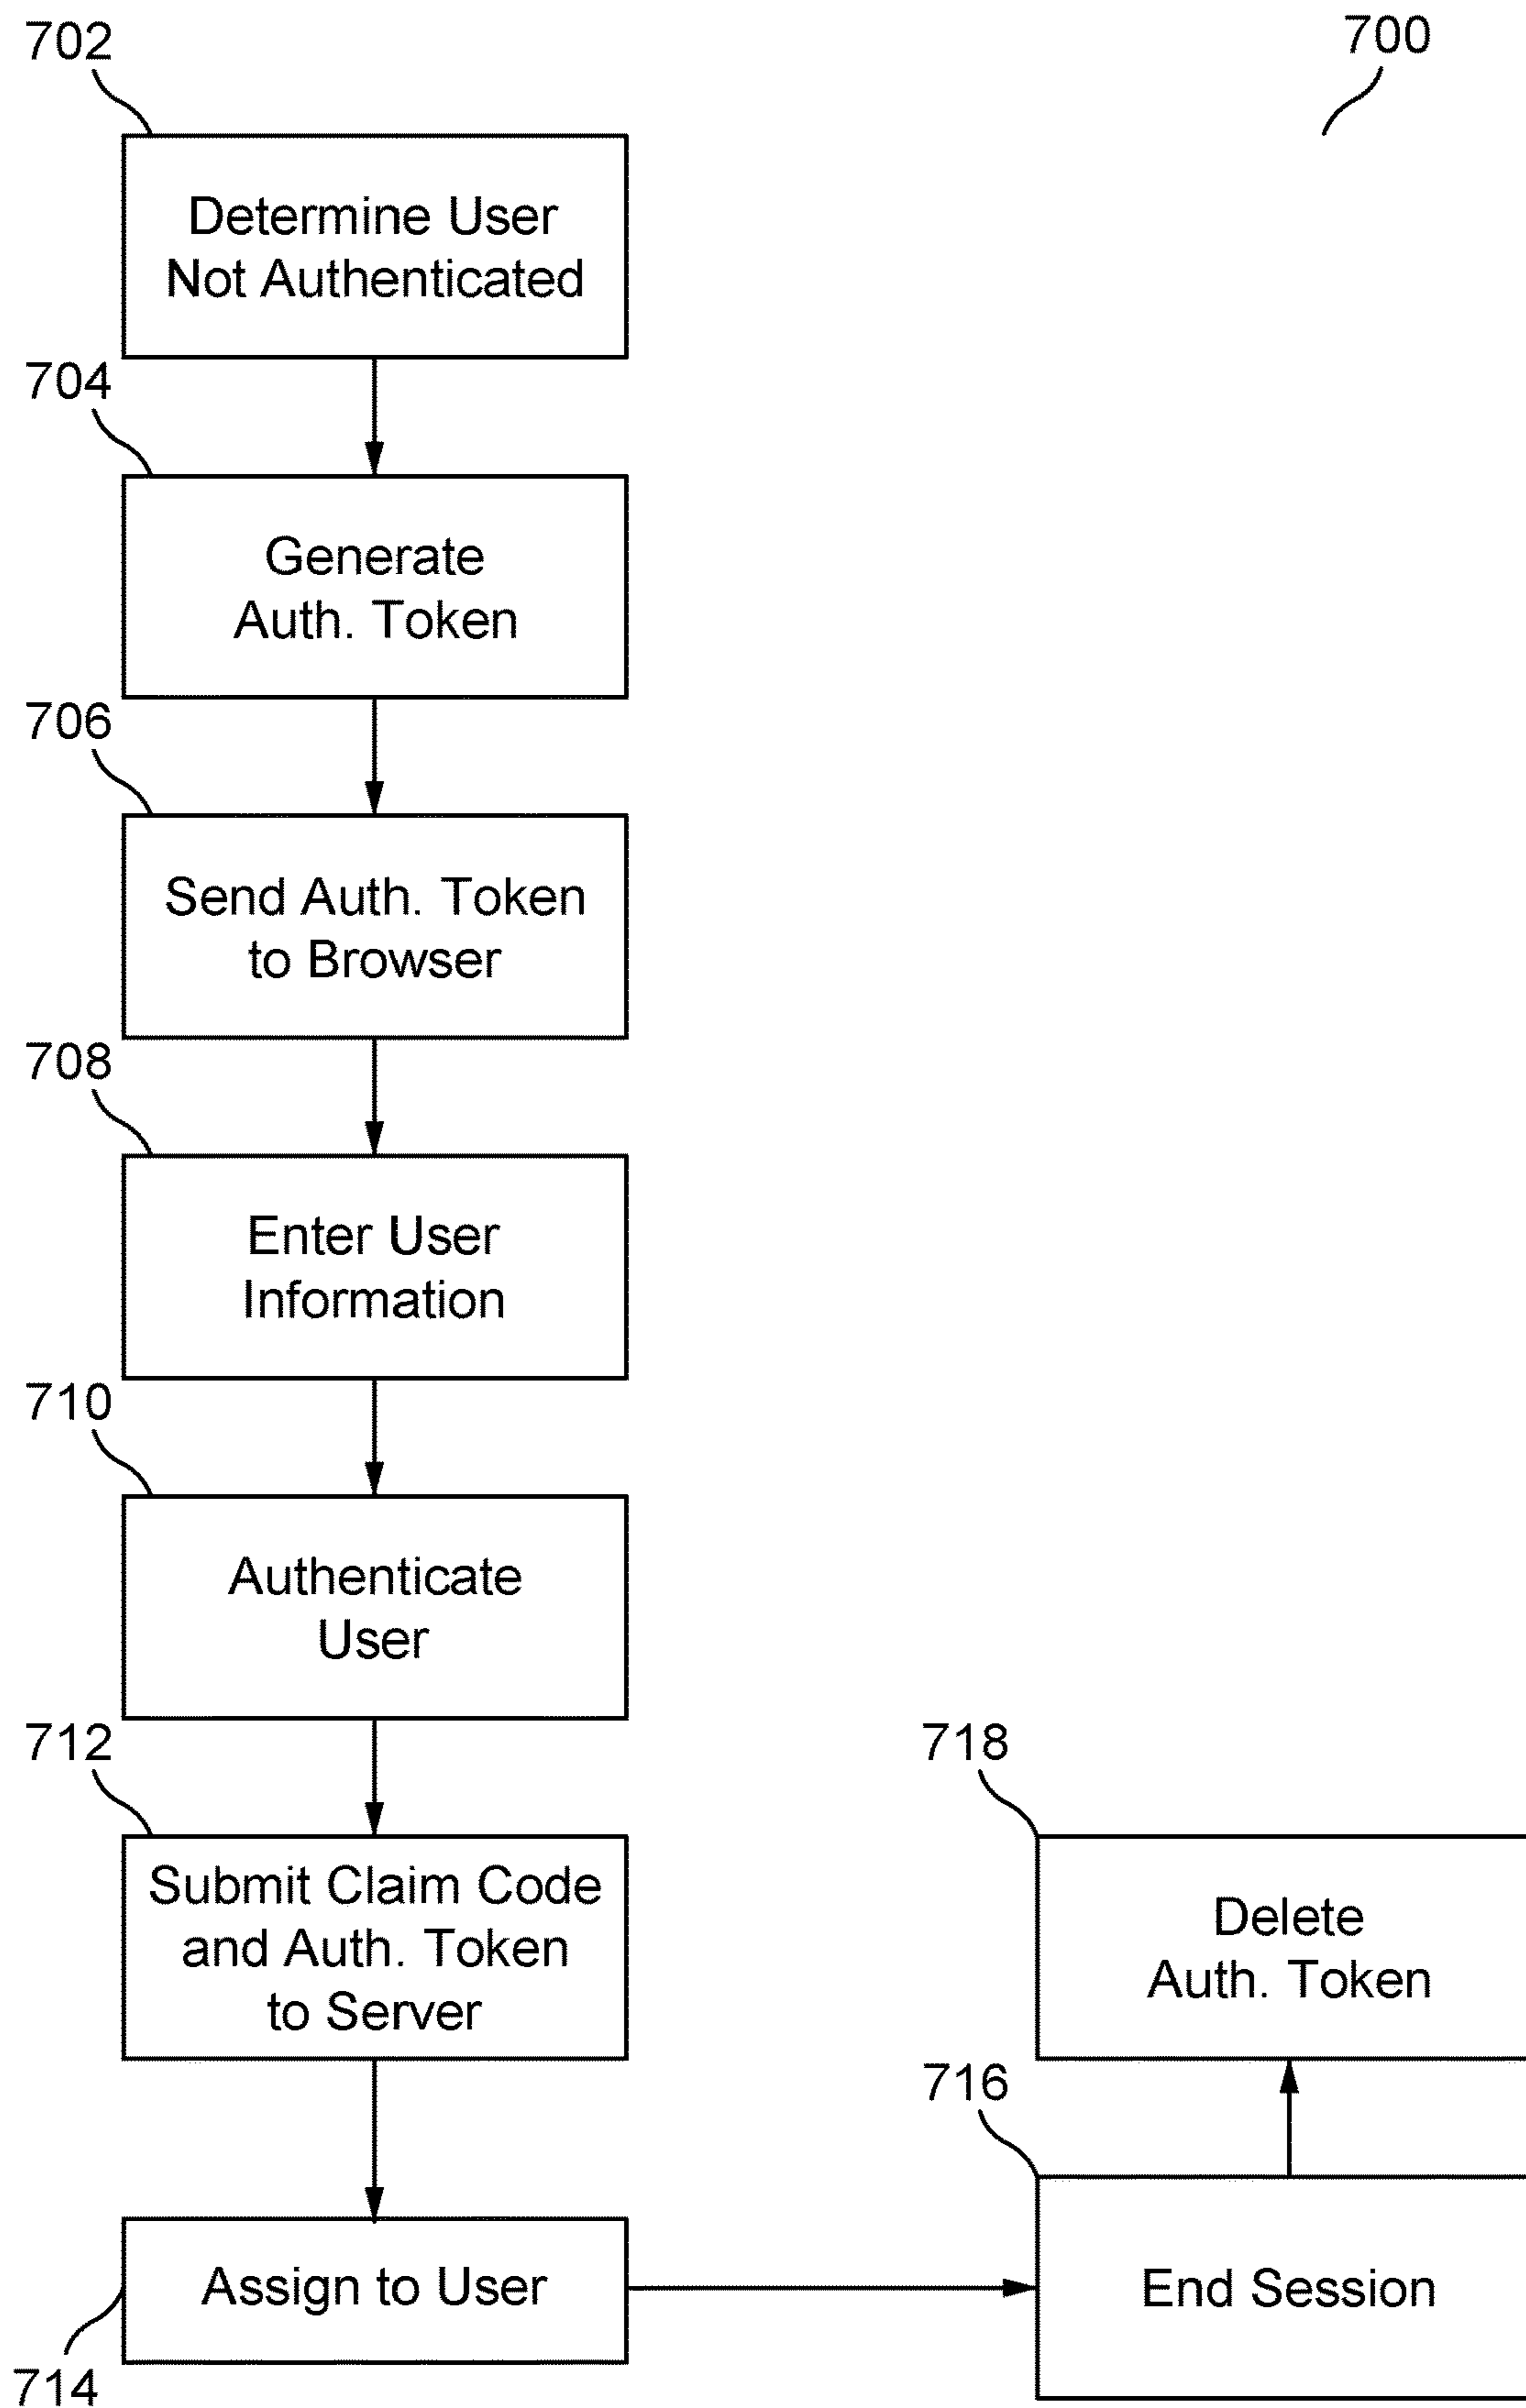 702
700
Determine User
Not Authenticated
704
Generate
Auth. Token
706
Send Auth. Token
to Browser
708
Enter User
Information
710
Authenticate
User
712
Submit Claim Code
and Auth. Token
to Server
714
Assign to User
716
End Session
718
Delete
Auth. Token